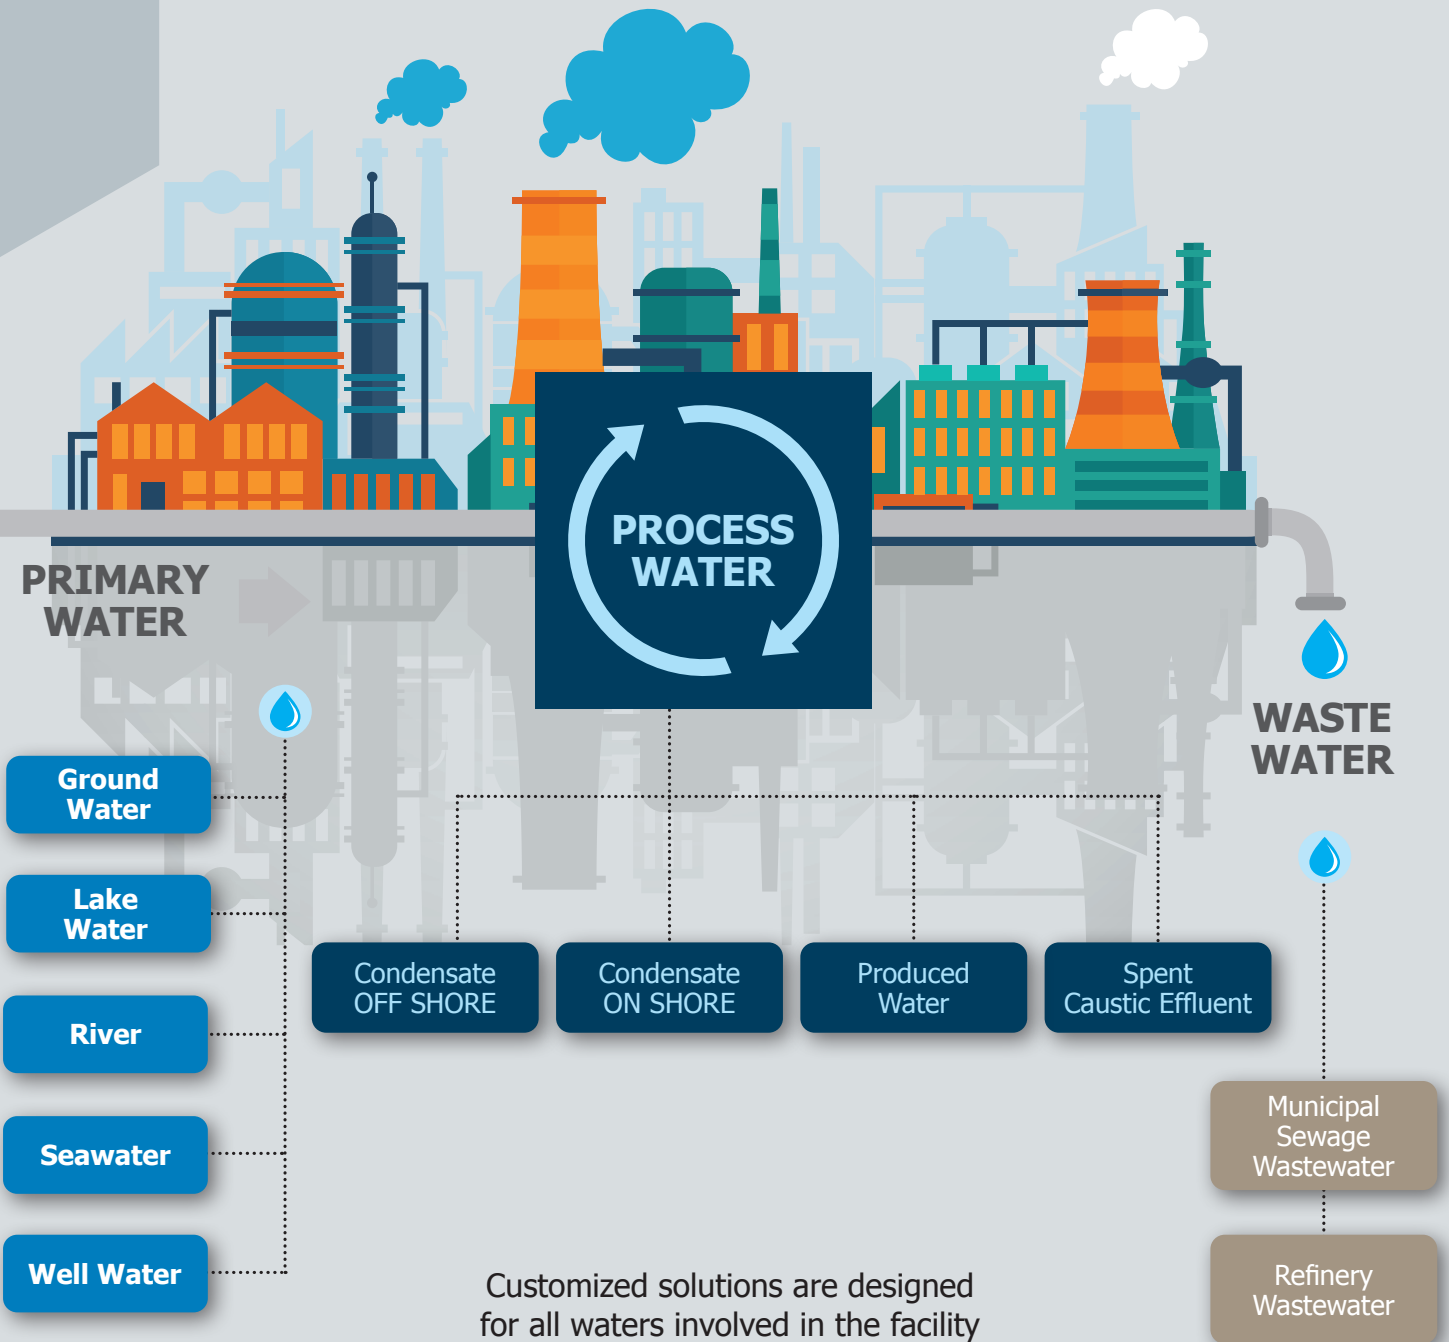 PROCESS
WATER
PRIMARY
WATER
WASTE
WATER
Ground
Water
Lake
Water
River
Seawater
Well Water
Condensate
OFF SHORE
Condensate
ON SHORE
Produced
Water
Spent
Caustic Effluent
Municipal
Sewage
Wastewater
Refinery
Wastewater
Customized solutions are designed
for all waters involved in the facility